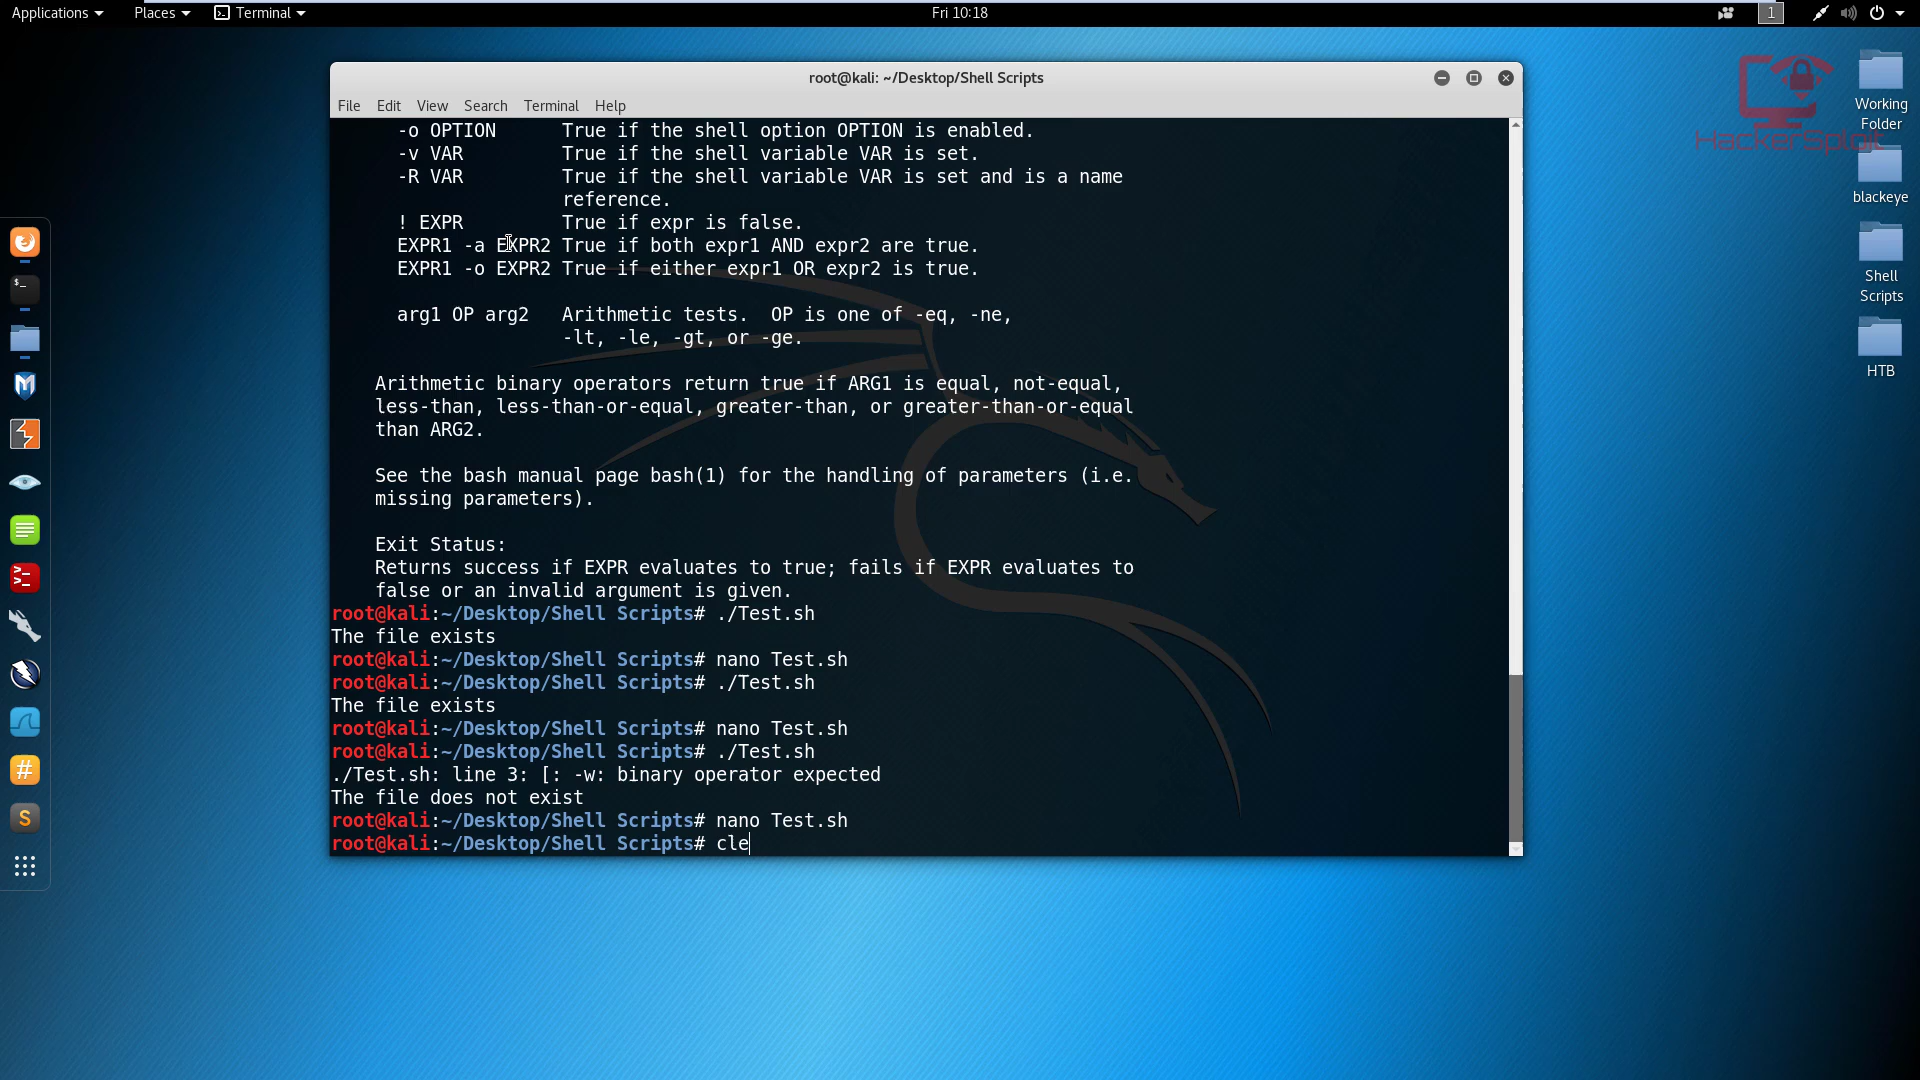 Applications Places Terminal Fri 10:18 1
root@kali: ~/Desktop/Shell Scripts
File Edit View Search Terminal Help
-o OPTION True if the shell option OPTION is enabled.
-v VAR True if the shell variable VAR is set.
-R VAR True if the shell variable VAR is set and is a name
reference.
! EXPR True if expr is false.
EXPR1 -a EXPR2 True if both expr1 AND expr2 are true.
EXPR1 -o EXPR2 True if either expr1 OR expr2 is true.
arg1 OP arg2 Arithmetic tests. OP is one of -eq, -ne,
-lt, -le, -gt, or -ge.
Arithmetic binary operators return true if ARG1 is equal, not-equal,
less-than, less-than-or-equal, greater-than, or greater-than-or-equal
than ARG2.
See the bash manual page bash(1) for the handling of parameters (i.e.
missing parameters).
Exit Status:
Returns success if EXPR evaluates to true; fails if EXPR evaluates to
false or an invalid argument is given.
root@kali:~/Desktop/Shell Scripts# ./Test.sh
The file exists
root@kali:~/Desktop/Shell Scripts# nano Test.sh
root@kali:~/Desktop/Shell Scripts# ./Test.sh
The file exists
root@kali:~/Desktop/Shell Scripts# nano Test.sh
root@kali:~/Desktop/Shell Scripts# ./Test.sh
./Test.sh: line 3: [: -w: binary operator expected
The file does not exist
root@kali:~/Desktop/Shell Scripts# nano Test.sh
root@kali:~/Desktop/Shell Scripts# cle
HackerSploit
Working
Folder
blackeye
Shell
Scripts
HTB